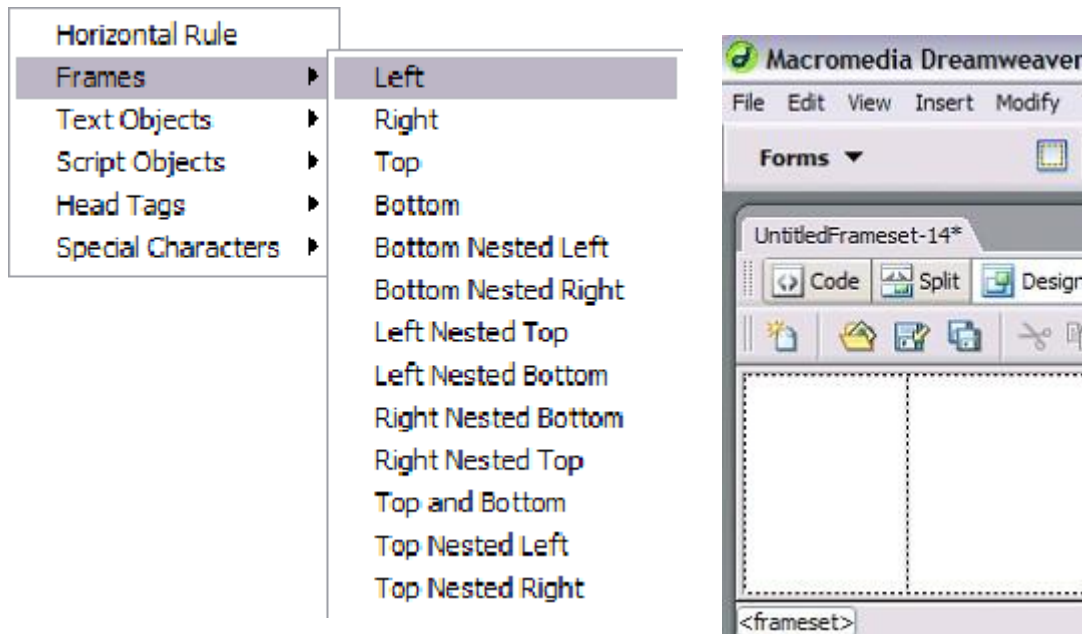 Horizontal Rule
Frames
Text Objects
Script Objects
Head Tags
Special Characters
Left
Right
Top
Bottom
Bottom Nested Left
Bottom Nested Right
Left Nested Top
Left Nested Bottom
Right Nested Bottom
Right Nested Top
Top and Bottom
Top Nested Left
Top Nested Right
Macromedia Dreamweaver
File Edit View Insert Modify
Forms
UntitledFrameset-14*
Code Split Design
<frameset>